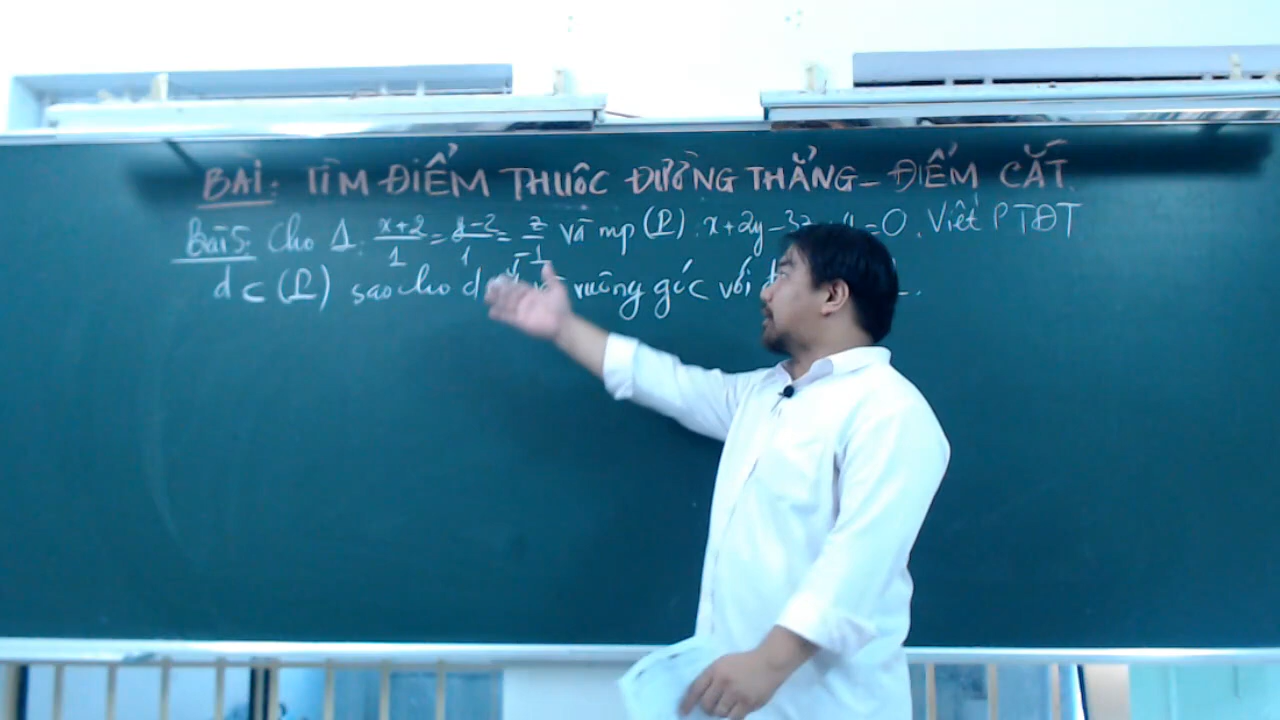 BÀI: TÌM ĐIỂM THUỘC ĐƯỜNG THẲNG - ĐIỂM CẮT.
Bài 5: Cho Δ: x+2/1 = y-2/1 = z/-1 và mp (P): x+2y-3z =0. Viết PTĐT
d ⊂ (P) sao cho d vuông góc với